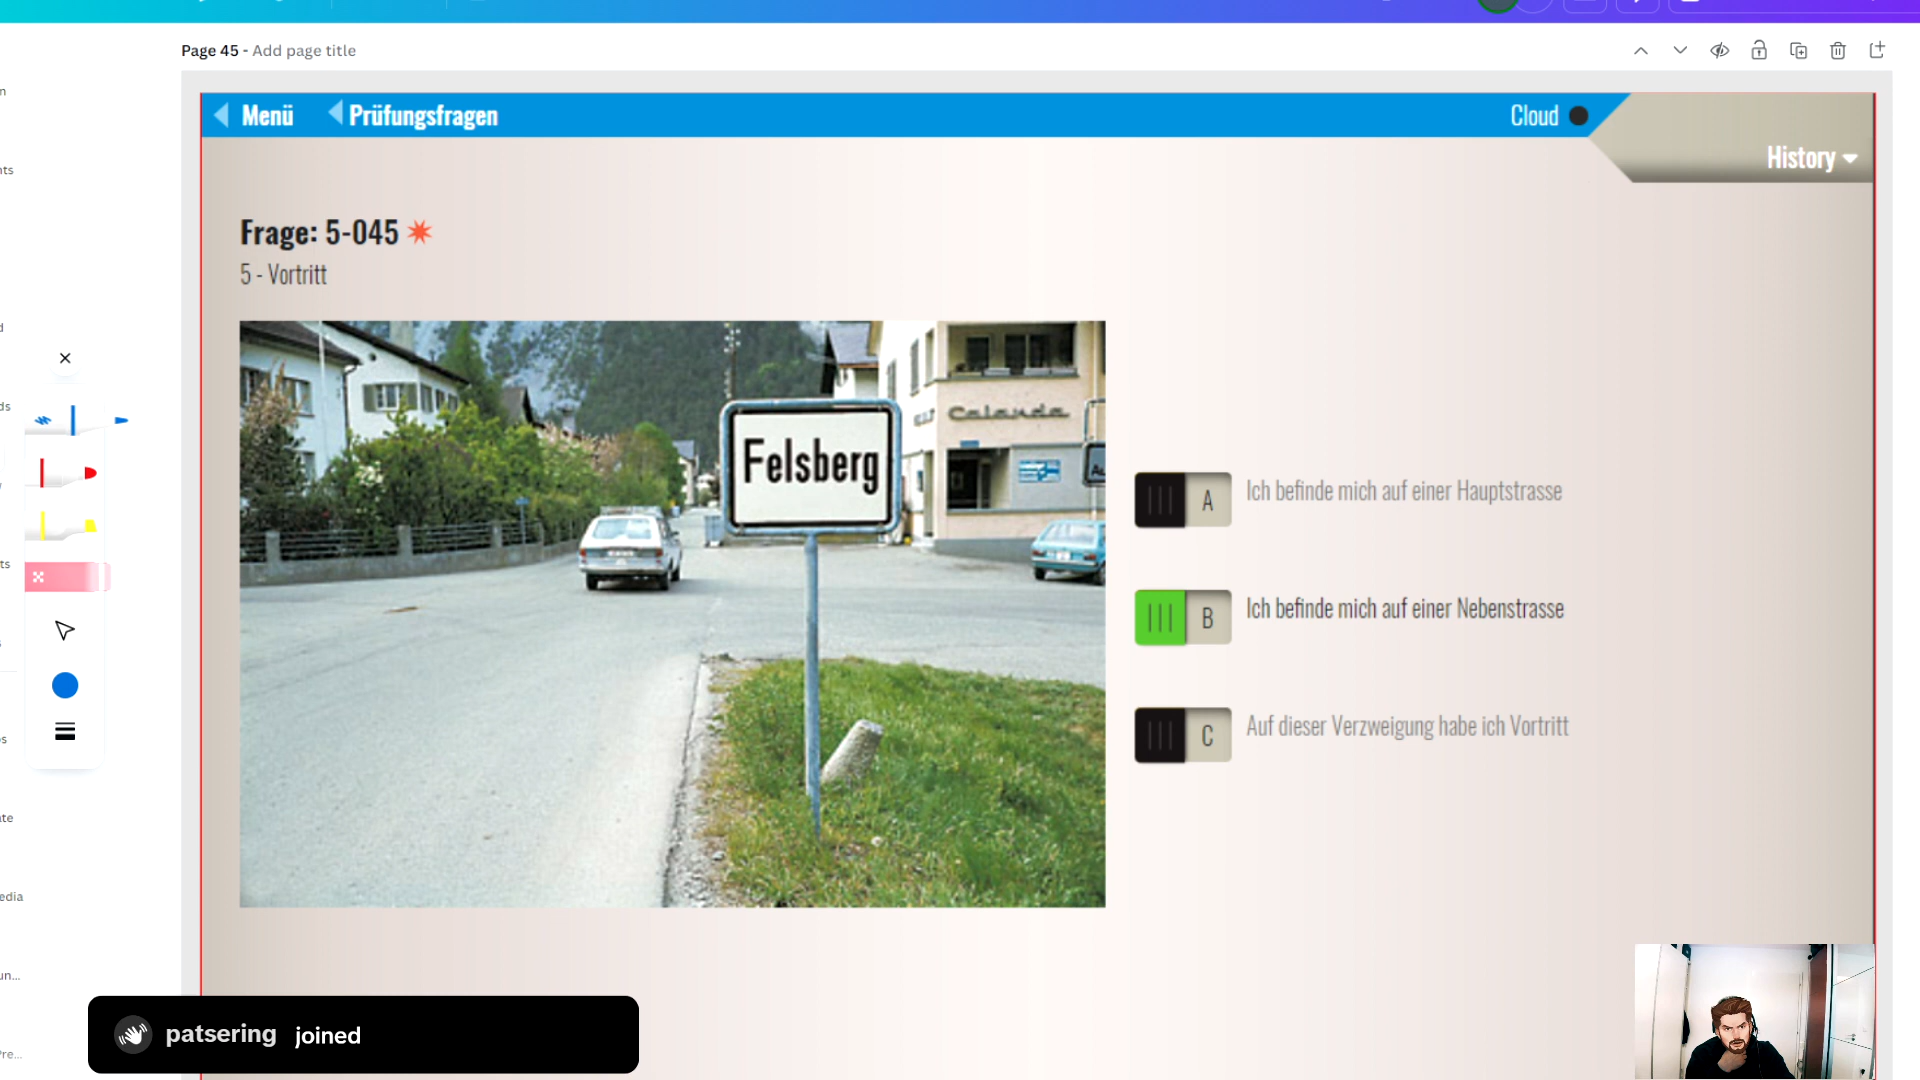 Page 45 - Add page title
Menü
Prüfungsfragen
Cloud
History
Frage: 5-045
5 - Vortritt
Felsberg
Calanda
A
Ich befinde mich auf einer Hauptstrasse
B
Ich befinde mich auf einer Nebenstrasse
C
Auf dieser Verzweigung habe ich Vortritt
patsering joined